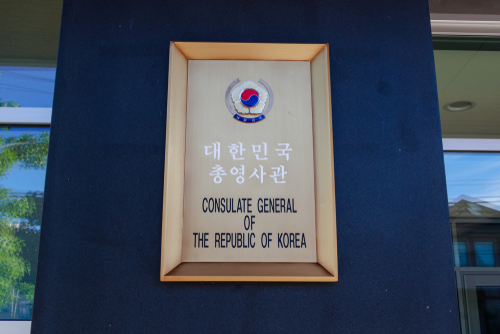 대한민국
총영사관
CONSULATE GENERAL
OF
THE REPUBLIC OF KOREA